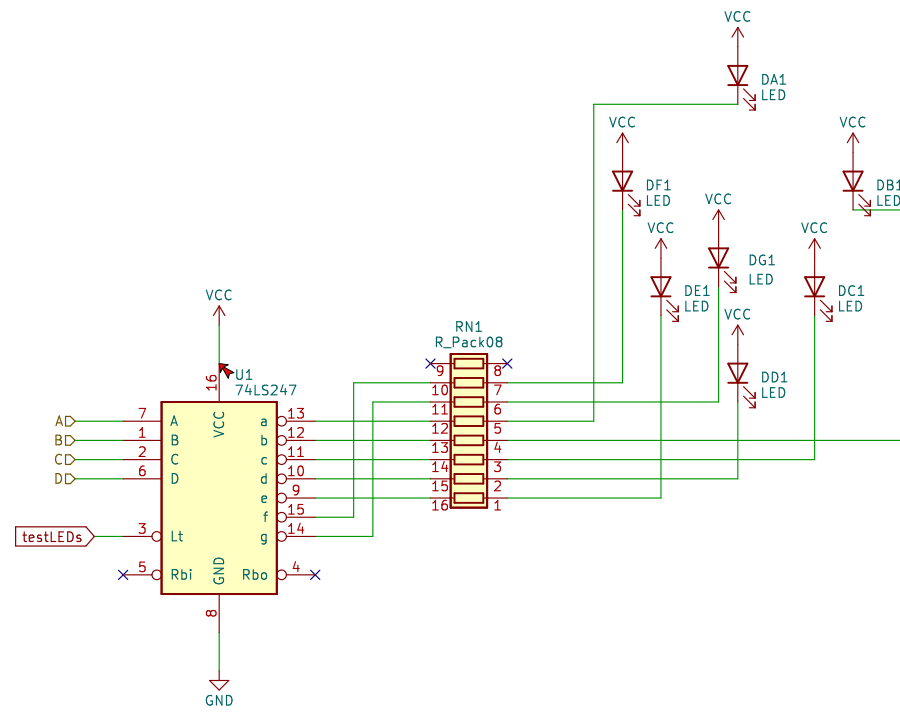 VCC
DA1
LED
VCC
VCC
DF1
LED
DB1
LED
VCC
VCC
VCC
DG1
LED
DE1
LED
DC1
LED
VCC
VCC
RN1
R_Pack08
9 8
10 7
11 6
12 5
13 4
14 3
15 2
16 1
DD1
LED
U1
74LS247
16
VCC
A 7 A a 13
B 1 B b 12
C 2 C c 11
D 6 D d 10
e 9
f 15
testLEDs 3 Lt g 14
5 Rbi GND Rbo 4
8
GND